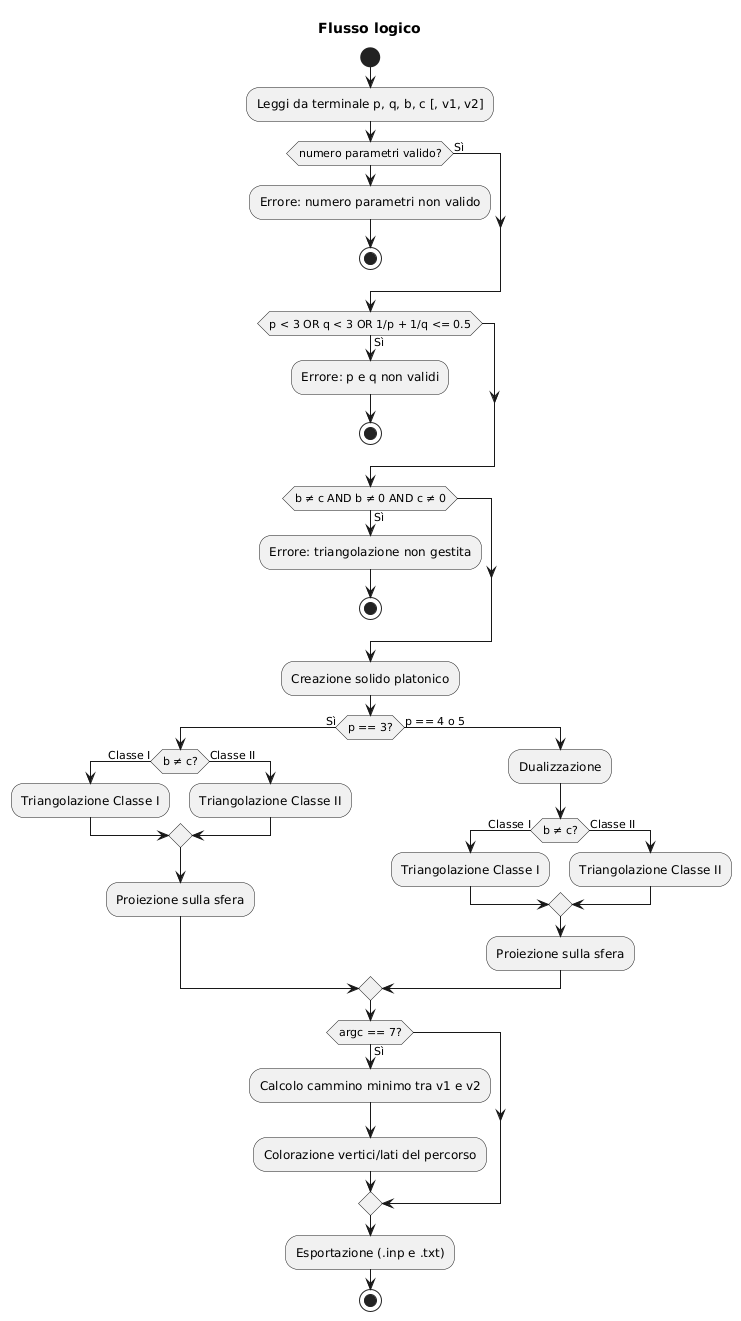 Flusso logico
Leggi da terminale p, q, b, c [, v1, v2]
numero parametri valido?
Sì
Errore: numero parametri non valido
p < 3 OR q < 3 OR 1/p + 1/q <= 0.5
Sì
Errore: p e q non validi
b ≠ c AND b ≠ 0 AND c ≠ 0
Sì
Errore: triangolazione non gestita
Creazione solido platonico
Sì
p == 3?
p == 4 o 5
Classe I
b ≠ c?
Classe II
Triangolazione Classe I
Triangolazione Classe II
Proiezione sulla sfera
Dualizzazione
Classe I
b ≠ c?
Classe II
Triangolazione Classe I
Triangolazione Classe II
Proiezione sulla sfera
argc == 7?
Sì
Calcolo cammino minimo tra v1 e v2
Colorazione vertici/lati del percorso
Esportazione (.inp e .txt)